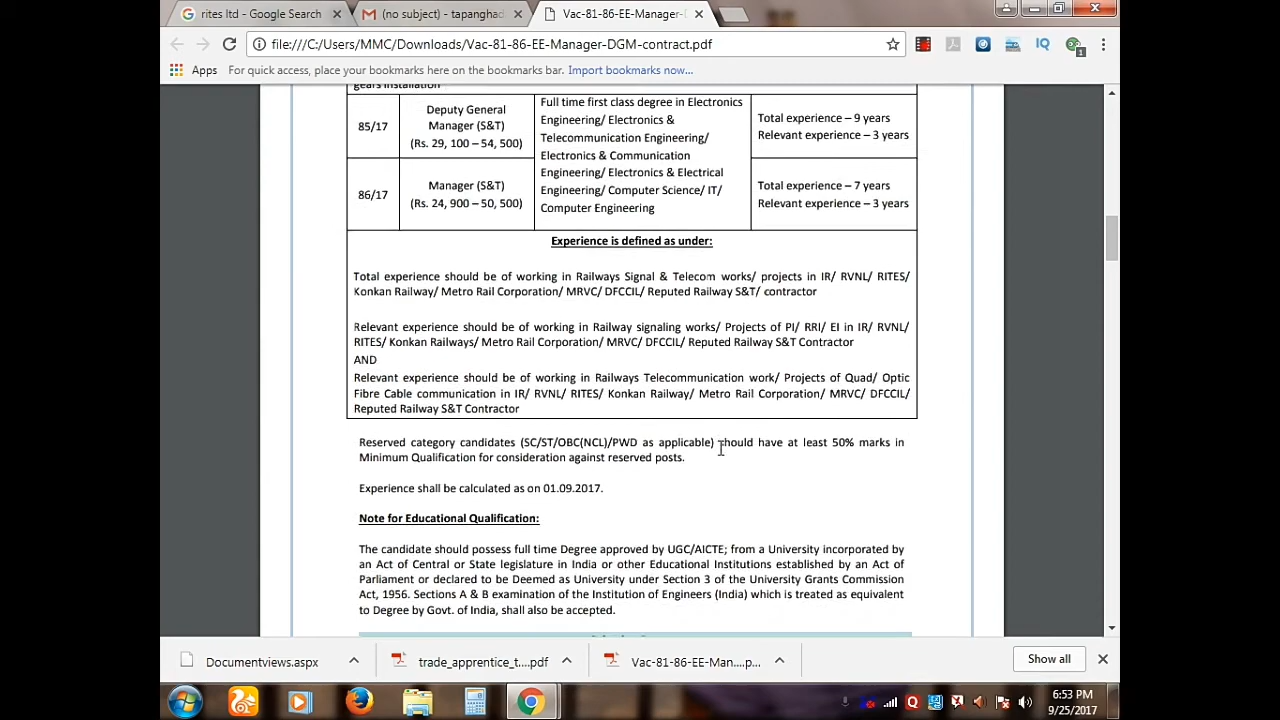 rites ltd - Google Search
(no subject) - tapanghad
Vac-81-86-EE-Manager-D
file:///C:/Users/MMC/Downloads/Vac-81-86-EE-Manager-DGM-contract.pdf
IQ
1
Apps
For quick access, place your bookmarks here on the bookmarks bar.
Import bookmarks now...
gears installation
85/17
Deputy General
Manager (S&T)
(Rs. 29, 100 – 54, 500)
Full time first class degree in Electronics
Engineering/ Electronics &
Telecommunication Engineering/
Electronics & Communication
Engineering/ Electronics & Electrical
Engineering/ Computer Science/ IT/
Computer Engineering
Total experience – 9 years
Relevant experience – 3 years
86/17
Manager (S&T)
(Rs. 24, 900 – 50, 500)
Total experience – 7 years
Relevant experience – 3 years
Experience is defined as under:
Total experience should be of working in Railways Signal & Telecom works/ projects in IR/ RVNL/ RITES/
Konkan Railway/ Metro Rail Corporation/ MRVC/ DFCCIL/ Reputed Railway S&T/ contractor
Relevant experience should be of working in Railway signaling works/ Projects of PI/ RRI/ EI in IR/ RVNL/
RITES/ Konkan Railways/ Metro Rail Corporation/ MRVC/ DFCCIL/ Reputed Railway S&T Contractor
AND
Relevant experience should be of working in Railways Telecommunication work/ Projects of Quad/ Optic
Fibre Cable communication in IR/ RVNL/ RITES/ Konkan Railway/ Metro Rail Corporation/ MRVC/ DFCCIL/
Reputed Railway S&T Contractor
Reserved category candidates (SC/ST/OBC(NCL)/PWD as applicable) should have at least 50% marks in
Minimum Qualification for consideration against reserved posts.
Experience shall be calculated as on 01.09.2017.
Note for Educational Qualification:
The candidate should possess full time Degree approved by UGC/AICTE; from a University incorporated by
an Act of Central or State legislature in India or other Educational Institutions established by an Act of
Parliament or declared to be Deemed as University under Section 3 of the University Grants Commission
Act, 1956. Sections A & B examination of the Institution of Engineers (India) which is treated as equivalent
to Degree by Govt. of India, shall also be accepted.
Documentviews.aspx
trade_apprentice_t....pdf
Vac-81-86-EE-Man....p...
Show all
6:53 PM
9/25/2017